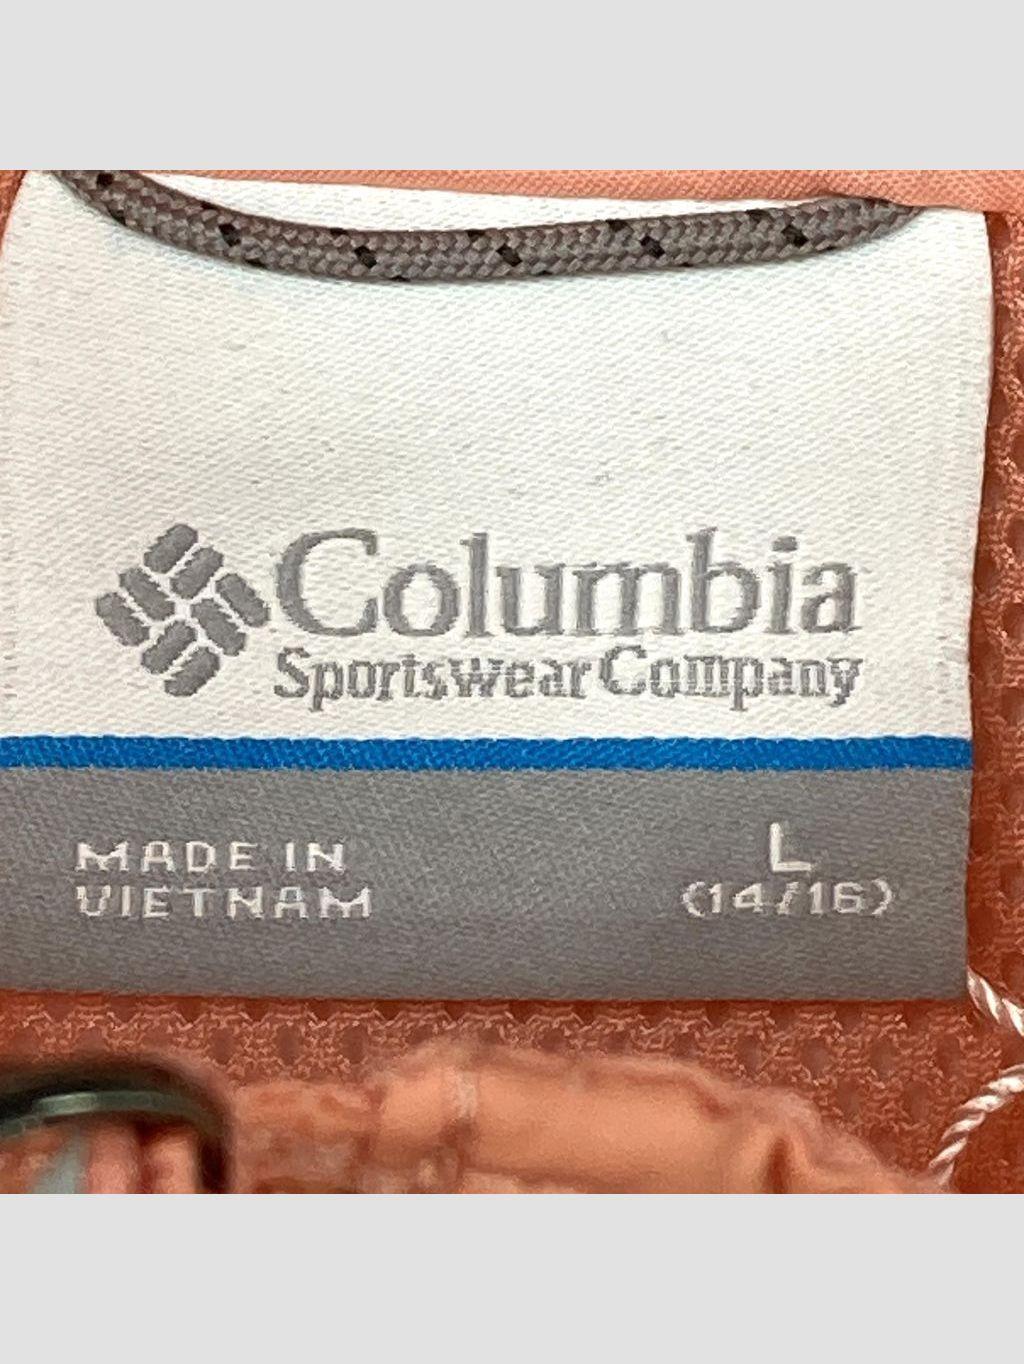 Columbia
Sportswear Company
MADE IN
VIETNAM
L
(14/16)